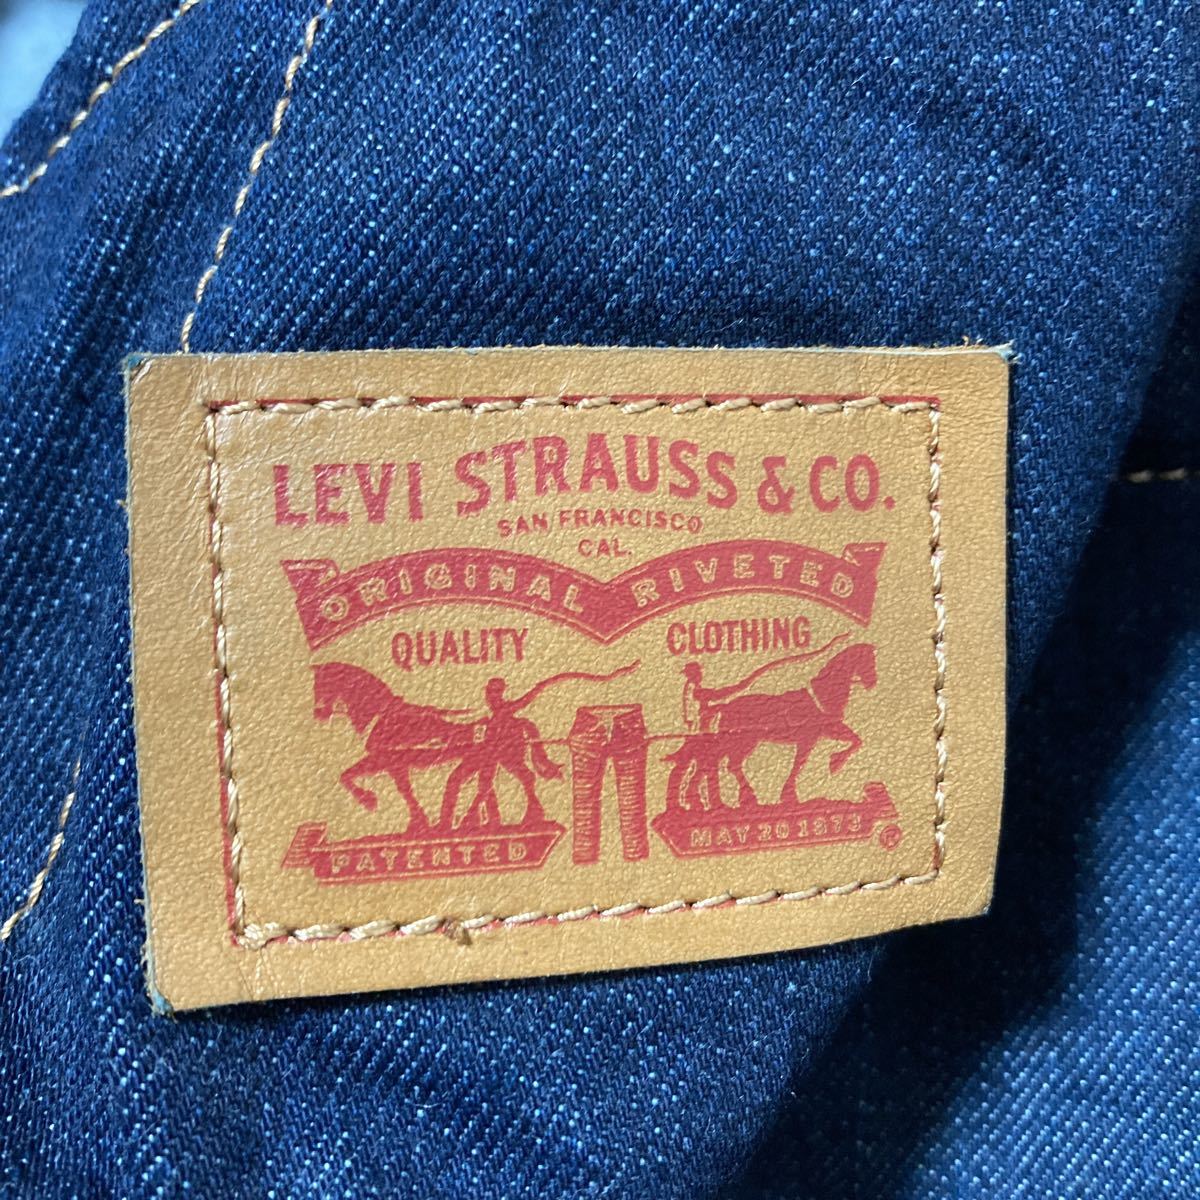 LEVI STRAUSS & CO.
SAN FRANCISCO
CAL.
ORIGINAL RIVETED
QUALITY CLOTHING
PATENTED MAY 20 1873
®